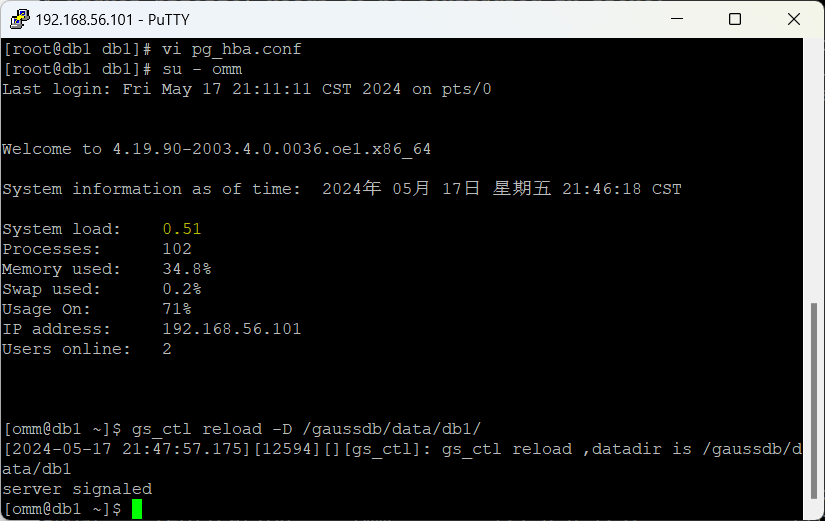 192.168.56.101 - PuTTY
[root@db1 db1]# vi pg_hba.conf
[root@db1 db1]# su - omm
Last login: Fri May 17 21:11:11 CST 2024 on pts/0
Welcome to 4.19.90-2003.4.0.0036.oe1.x86_64
System information as of time:  2024年 05月 17日 星期五 21:46:18 CST
System load:    0.51
Processes:      102
Memory used:    34.8%
Swap used:      0.2%
Usage On:       71%
IP address:     192.168.56.101
Users online:   2
[omm@db1 ~]$ gs_ctl reload -D /gaussdb/data/db1/
[2024-05-17 21:47:57.175][12594][][gs_ctl]: gs_ctl reload ,datadir is /gaussdb/d
ata/db1
server signaled
[omm@db1 ~]$